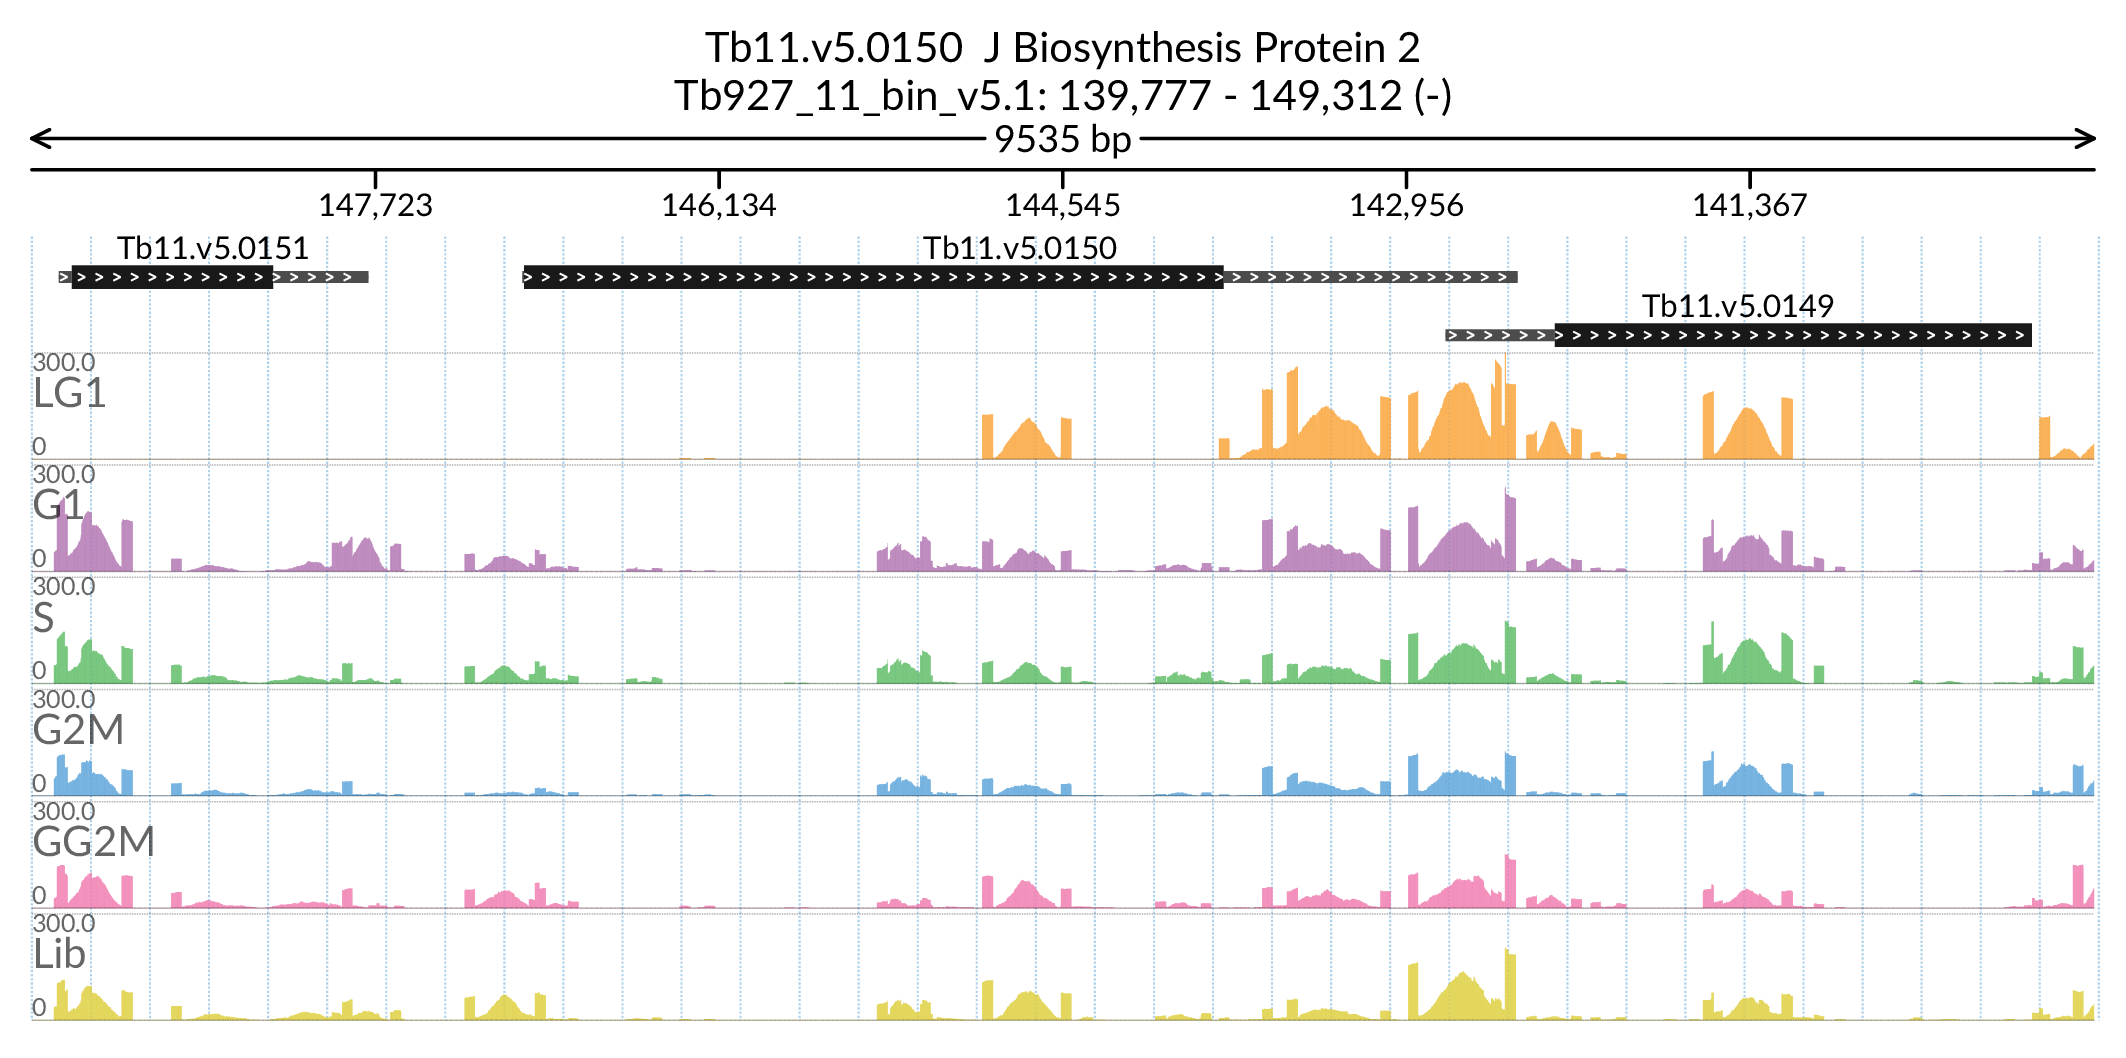 Tb11.v5.0150 J Biosynthesis Protein 2
Tb927_11_bin_v5.1: 139,777 - 149,312 (-)
9535 bp
147,723 146,134 144,545 142,956 141,367
Tb11.v5.0151 Tb11.v5.0150
Tb11.v5.0149
300.0
LG1
0
300.0
G1
0
300.0
S
0
300.0
G2M
0
300.0
GG2M
0
300.0
Lib
0